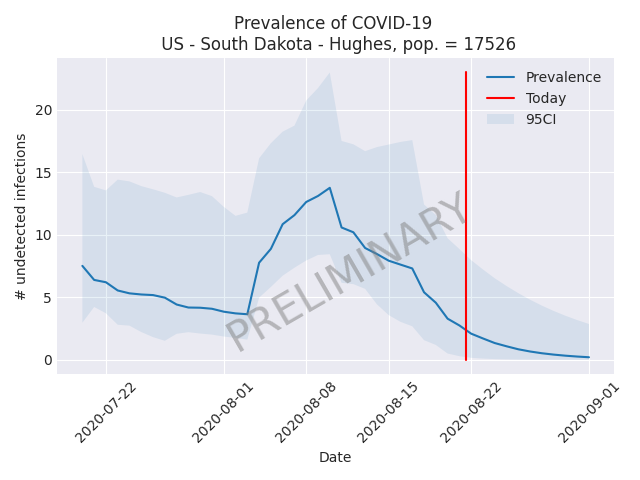 Prevalence of COVID-19
US - South Dakota - Hughes, pop. = 17526
# undetected infections
20
15
10
5
0
Prevalence
Today
95CI
PRELIMINARY
2020-07-22
2020-08-01
2020-08-08
2020-08-15
2020-08-22
2020-09-01
Date